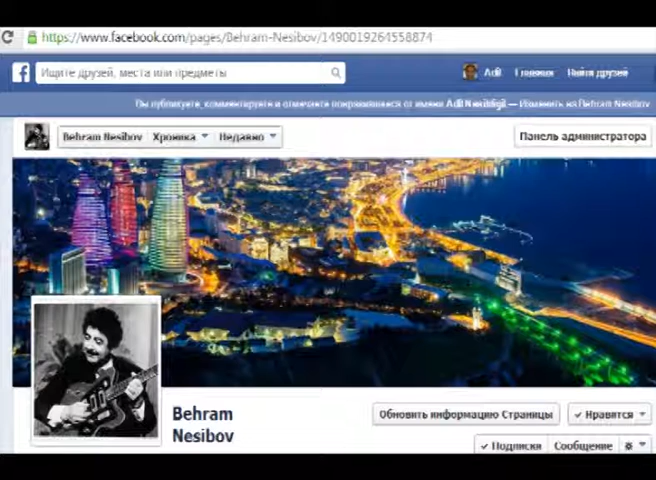 https://www.facebook.com/pages/Behram-Nesibov/1490019264558874
f Ищите друзей, места или предметы Adil Главная Найти друзей
Вы публикуете, комментируете и отмечаете понравившееся от имени Adil — Изменить на Behram Nesibov
Behram Nesibov Хроника Недавно Панель администратора
Behram Nesibov
Обновить информацию Страницы Нравится
Подписки Сообщение